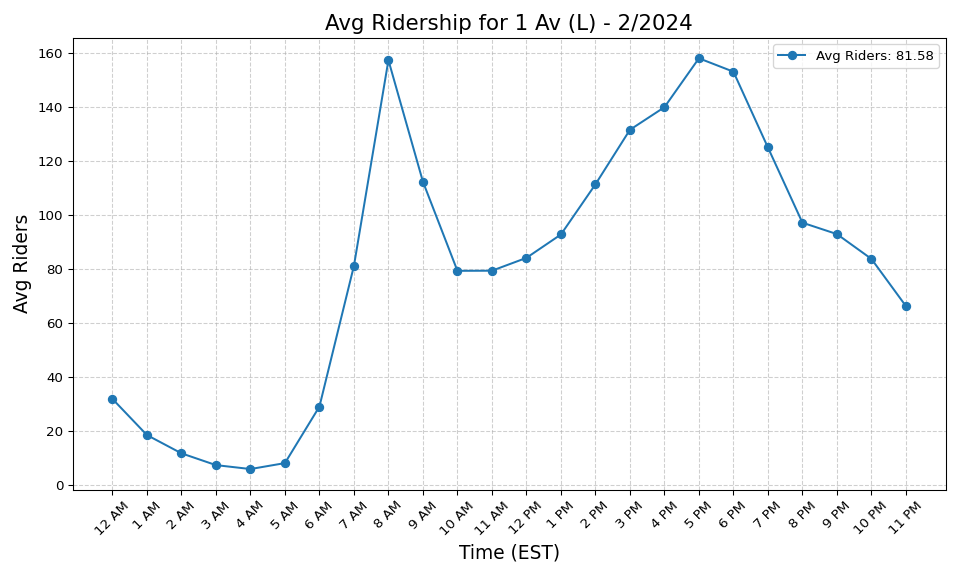 Avg Ridership for 1 Av (L) - 2/2024
Avg Riders: 81.58
Avg Riders
160
140
120
100
80
60
40
20
0
12 AM
1 AM
2 AM
3 AM
4 AM
5 AM
6 AM
7 AM
8 AM
9 AM
10 AM
11 AM
12 PM
1 PM
2 PM
3 PM
4 PM
5 PM
6 PM
7 PM
8 PM
9 PM
10 PM
11 PM
Time (EST)